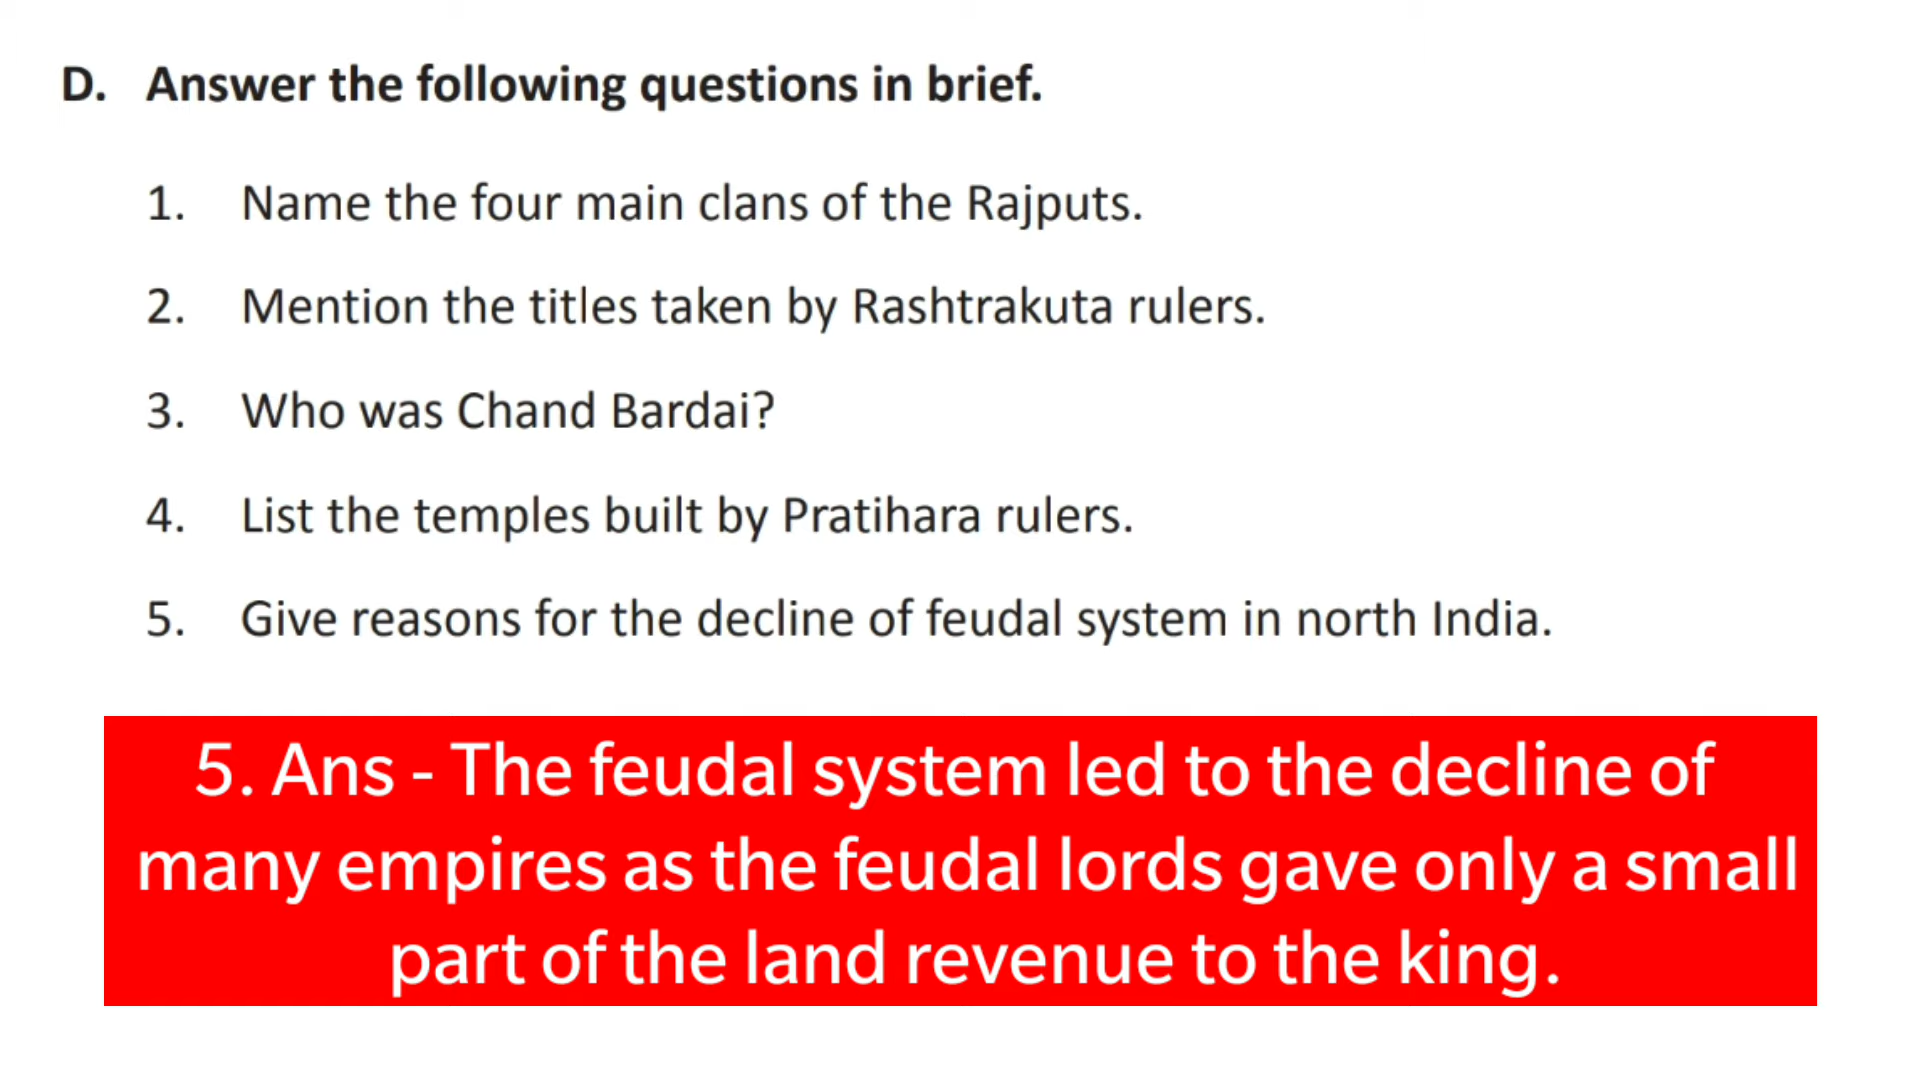 D. Answer the following questions in brief.
1. Name the four main clans of the Rajputs.
2. Mention the titles taken by Rashtrakuta rulers.
3. Who was Chand Bardai?
4. List the temples built by Pratihara rulers.
5. Give reasons for the decline of feudal system in north India.
5. Ans - The feudal system led to the decline of
many empires as the feudal lords gave only a small
part of the land revenue to the king.